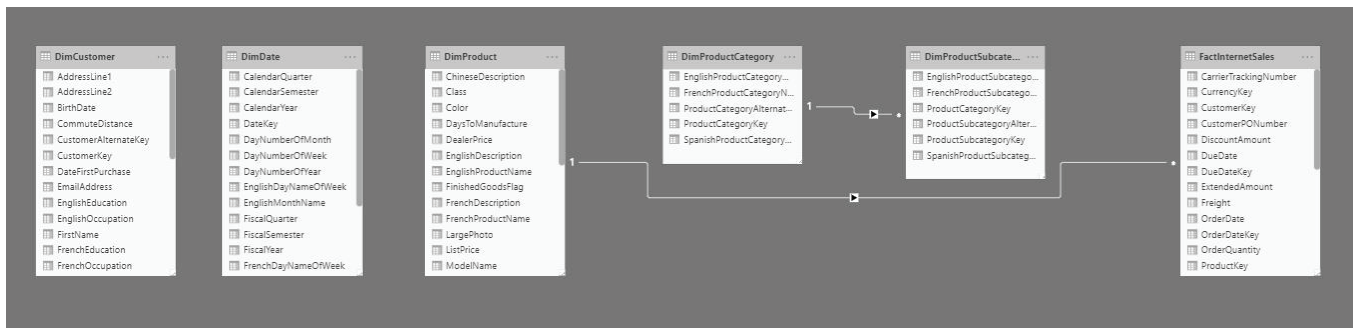 DimCustomer ...
AddressLine1
AddressLine2
BirthDate
CommuteDistance
CustomerAlternateKey
CustomerKey
DateFirstPurchase
EmailAddress
EnglishEducation
EnglishOccupation
FirstName
FrenchEducation
FrenchOccupation
DimDate ...
CalendarQuarter
CalendarSemester
CalendarYear
DateKey
DayNumberOfMonth
DayNumberOfWeek
DayNumberOfYear
EnglishDayNameOfWeek
EnglishMonthName
FiscalQuarter
FiscalSemester
FiscalYear
FrenchDayNameOfWeek
DimProduct ...
ChineseDescription
Class
Color
DaysToManufacture
DealerPrice
EnglishDescription
EnglishProductName
FinishedGoodsFlag
FrenchDescription
FrenchProductName
LargePhoto
ListPrice
ModelName
1
DimProductCategory ...
EnglishProductCategory...
FrenchProductCategoryN...
ProductCategoryAlternat...
ProductCategoryKey
SpanishProductCategory...
1
*
DimProductSubcate... ...
EnglishProductSubcatego...
FrenchProductSubcatego...
ProductCategoryKey
ProductSubcategoryAlter...
ProductSubcategoryKey
SpanishProductSubcateg...
*
FactInternetSales ...
CarrierTrackingNumber
CurrencyKey
CustomerKey
CustomerPONumber
DiscountAmount
DueDate
DueDateKey
ExtendedAmount
Freight
OrderDate
OrderDateKey
OrderQuantity
ProductKey